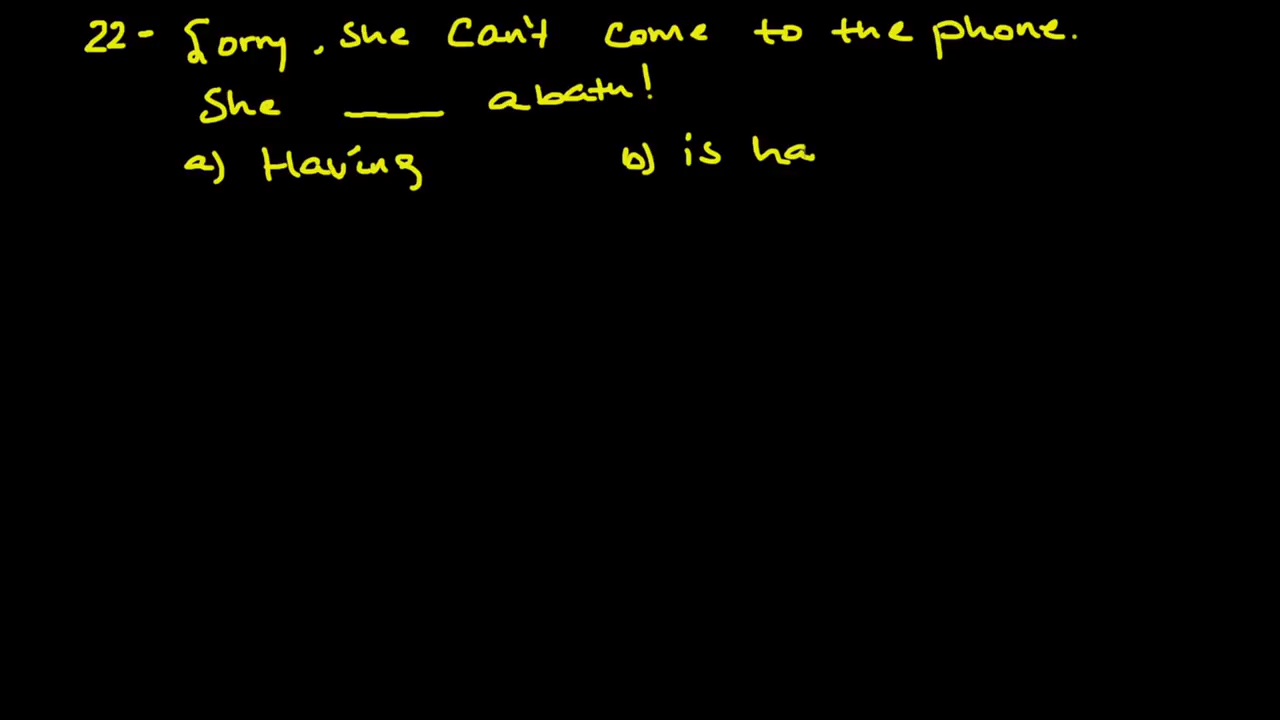 22- Sorry, she can't come to the phone.
She ____ a bath!
a) Having b) is ha